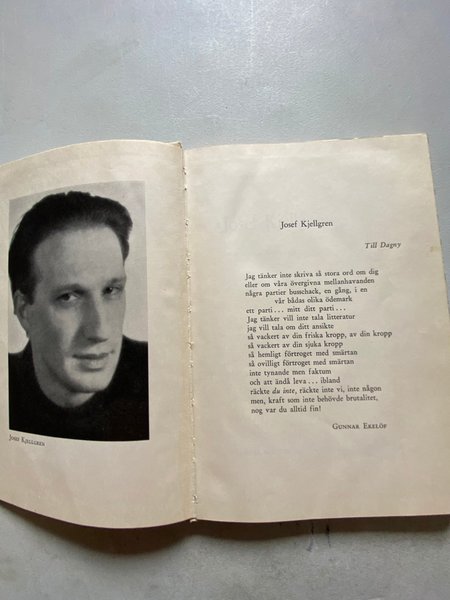 JOSEF KJELLGREN
Josef Kjellgren
Till Dagny
Jag tänker inte skriva så stora ord om dig
eller om våra övergivna mellanhavanden
några partier busschack, en gång, i en
vår bådas olika ödemark
ett parti... mitt ditt parti...
Jag tänker vill inte tala litteratur
jag vill tala om ditt ansikte
så vackert av din friska kropp, av din kropp
så vackert av din sjuka kropp
så hemligt förtroget med smärtan
så ovilligt förtroget med smärtan
inte tynande men faktum
och att ändå leva... ibland
räckte du inte, räckte inte vi, inte någon
men, kraft som inte behövde brutalitet,
nog var du alltid fin!
GUNNAR EKELÖF